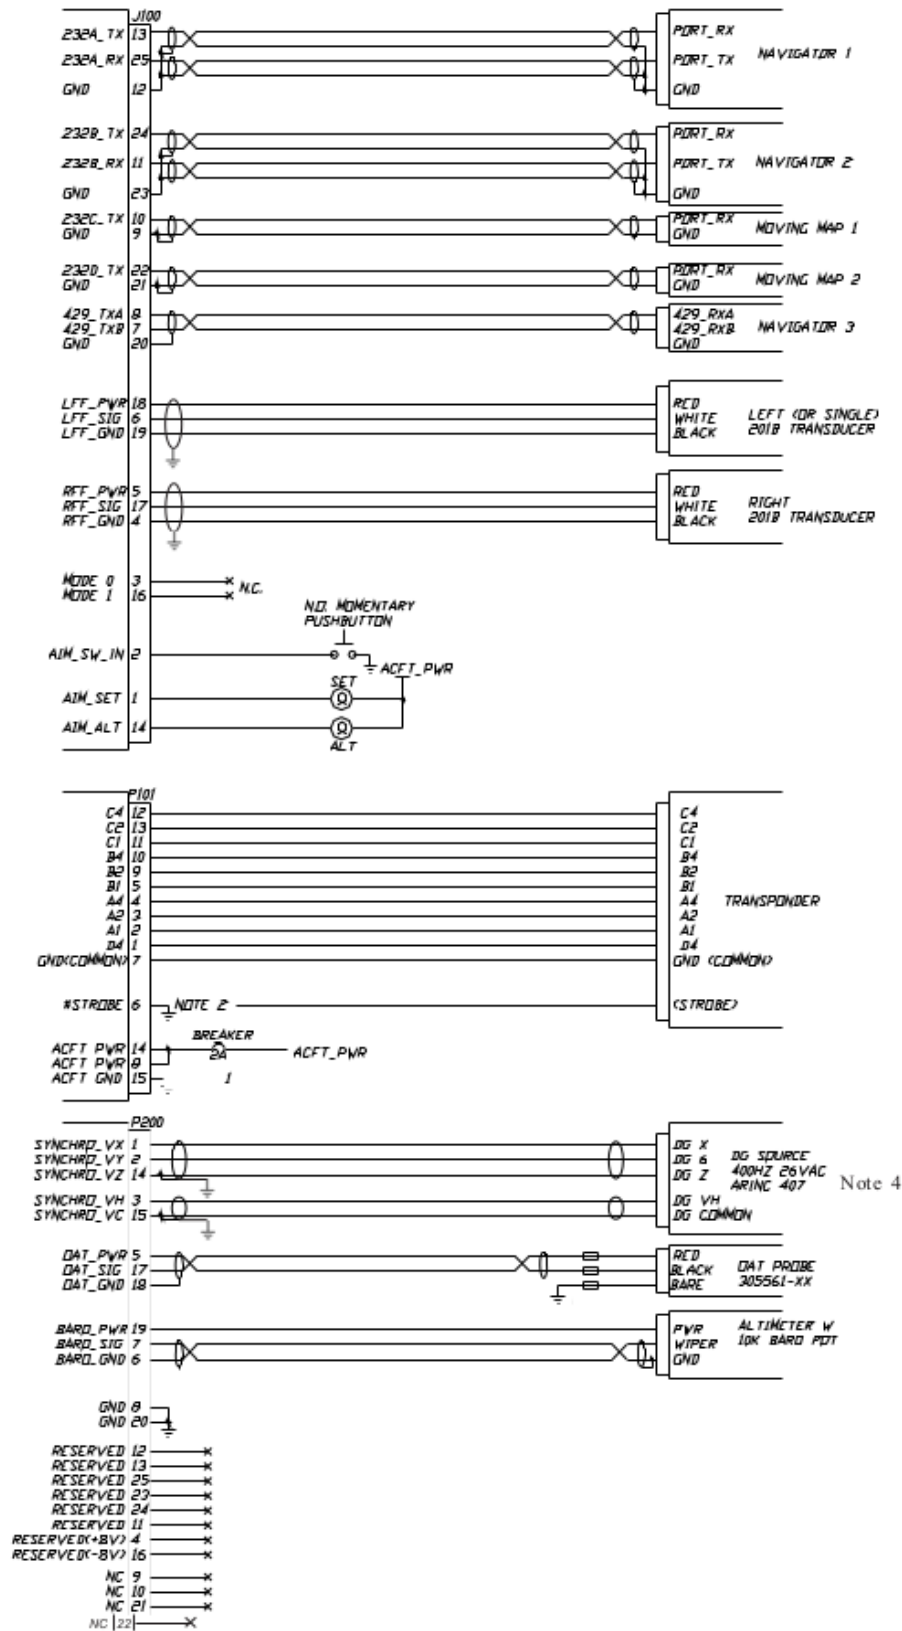 J100
232A_TX 13 PORT_RX
232A_RX 25 PORT_TX NAVIGATOR 1
GND 12 GND
232B_TX 24 PORT_RX
232B_RX 11 PORT_TX NAVIGATOR 2
GND 23 GND
232C_TX 10 PORT_RX
GND 9 GND MOVING MAP 1
232D_TX 22 PORT_RX
GND 21 GND MOVING MAP 2
429_TXA 8 429_RXA
429_TXB 7 429_RXB NAVIGATOR 3
GND 20 GND
LFF_PWR 18 RED
LFF_SIG 6 WHITE LEFT (OR SINGLE)
LFF_GND 19 BLACK 201B TRANSDUCER
RFF_PWR 5 RED
RFF_SIG 17 WHITE RIGHT
RFF_GND 4 BLACK 201B TRANSDUCER
MODE 0 3 N.C.
MODE 1 16
N.O. MOMENTARY
PUSHBUTTON
AIM_SW_IN 2
ACFT_PWR
SET
AIM_SET 1
AIM_ALT 14
ALT
P101
C4 12 C4
C2 13 C2
C1 11 C1
B4 10 B4
B2 9 B2
B1 5 B1
A4 4 A4 TRANSPONDER
A2 3 A2
A1 2 A1
D4 1 D4
GND(COMMON) 7 GND (COMMON)
*STROBE 6 NOTE 2 (STROBE)
BREAKER
ACFT PWR 14 2A ACFT_PWR
ACFT PWR 8
ACFT GND 15 1
P200
SYNCHRO_VX 1 DG X
SYNCHRO_VY 2 DG 6 DG SOURCE
SYNCHRO_VZ 14 DG Z 400HZ 26VAC
ARINC 407 Note 4
SYNCHRO_VH 3 DG VH
SYNCHRO_VC 15 DG COMMON
OAT_PWR 5 RED
OAT_SIG 17 BLACK OAT PROBE
OAT_GND 18 BARE 305561-XX
BARO_PWR 19 PWR ALTIMETER W
BARO_SIG 7 WIPER 10K BARO POT
BARO_GND 6 GND
GND 8
GND 20
RESERVED 12
RESERVED 13
RESERVED 25
RESERVED 23
RESERVED 24
RESERVED 11
RESERVED(+8V) 4
RESERVED(-8V) 16
NC 9
NC 10
NC 21
NC 22